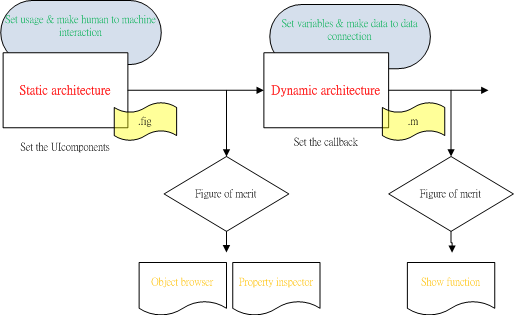 Set usage & make human to machine
interaction
Set variables & make data to data
connection
Static architecture
Dynamic architecture
.fig
.m
Set the UIcomponents
Set the callback
Figure of merit
Figure of merit
Object browser
Property inspector
Show function